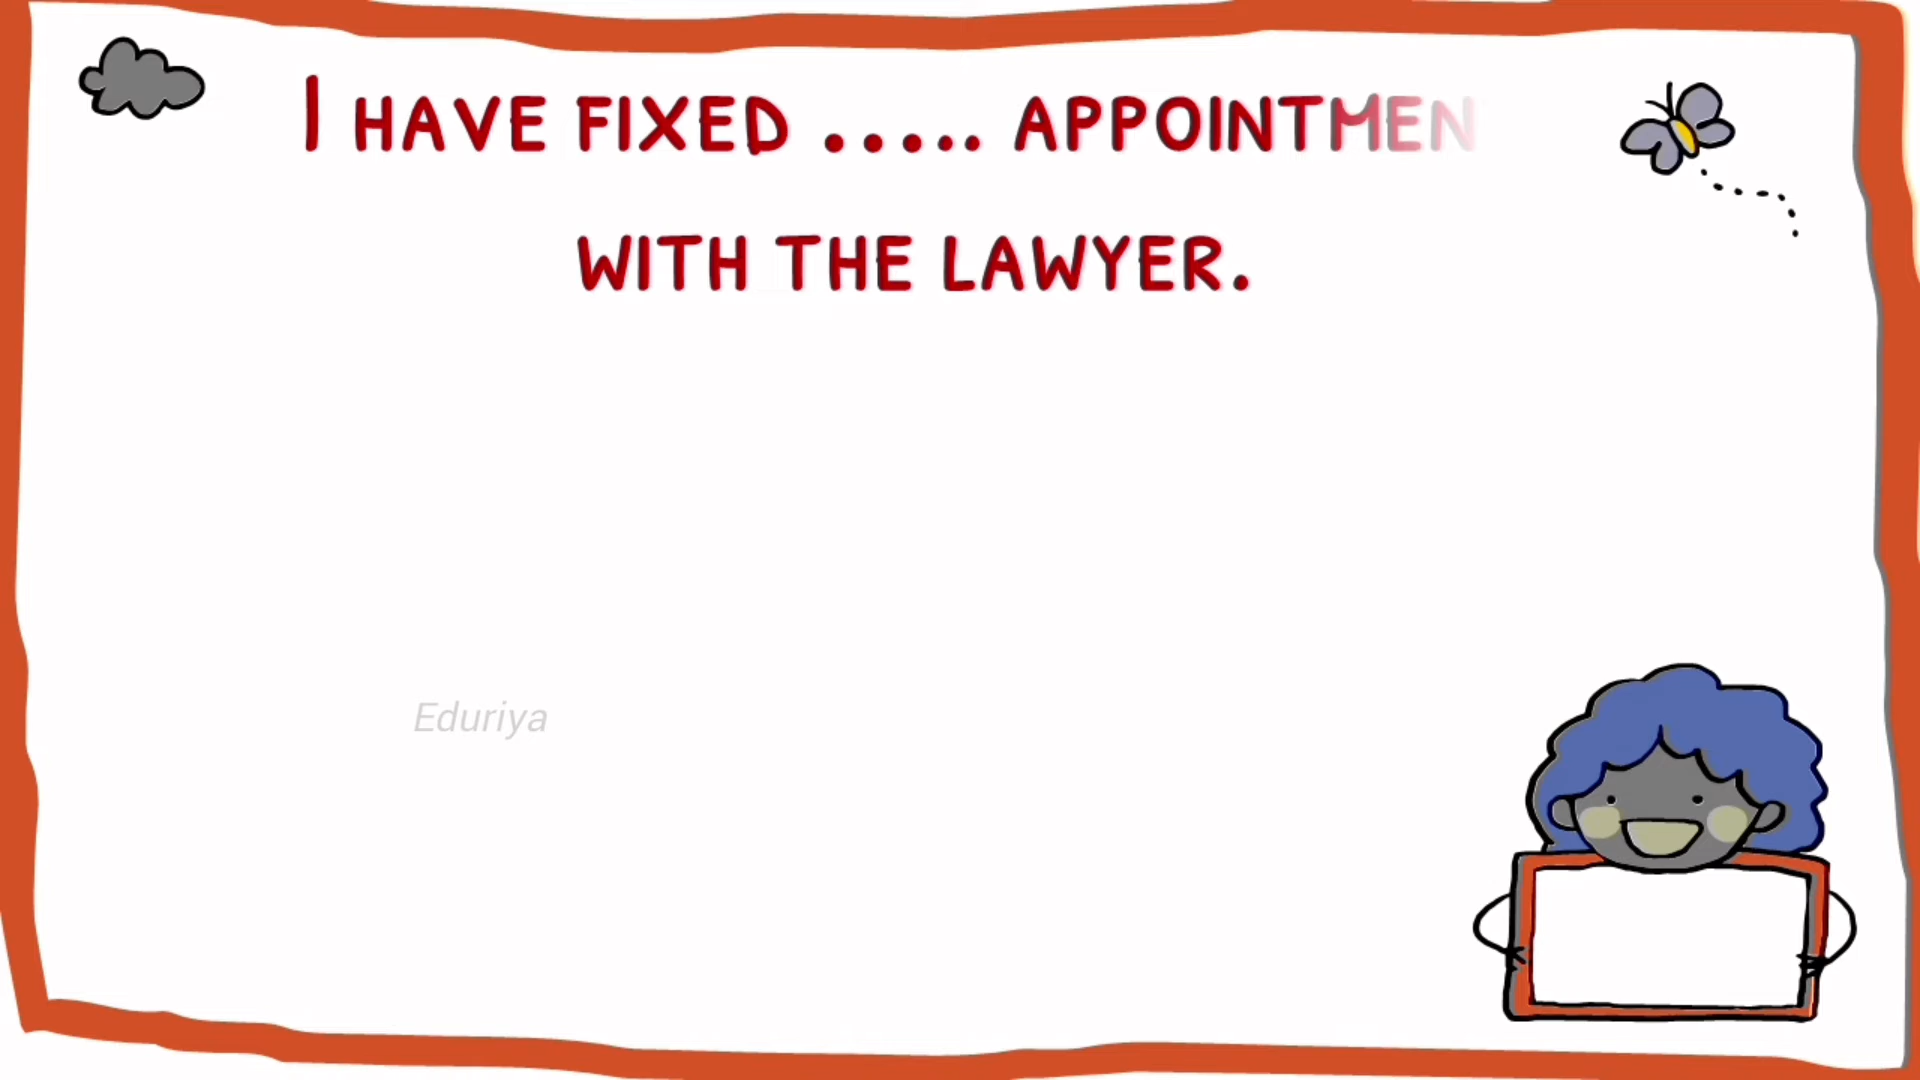 I HAVE FIXED ..... APPOINTMEN
WITH THE LAWYER.
Eduriya